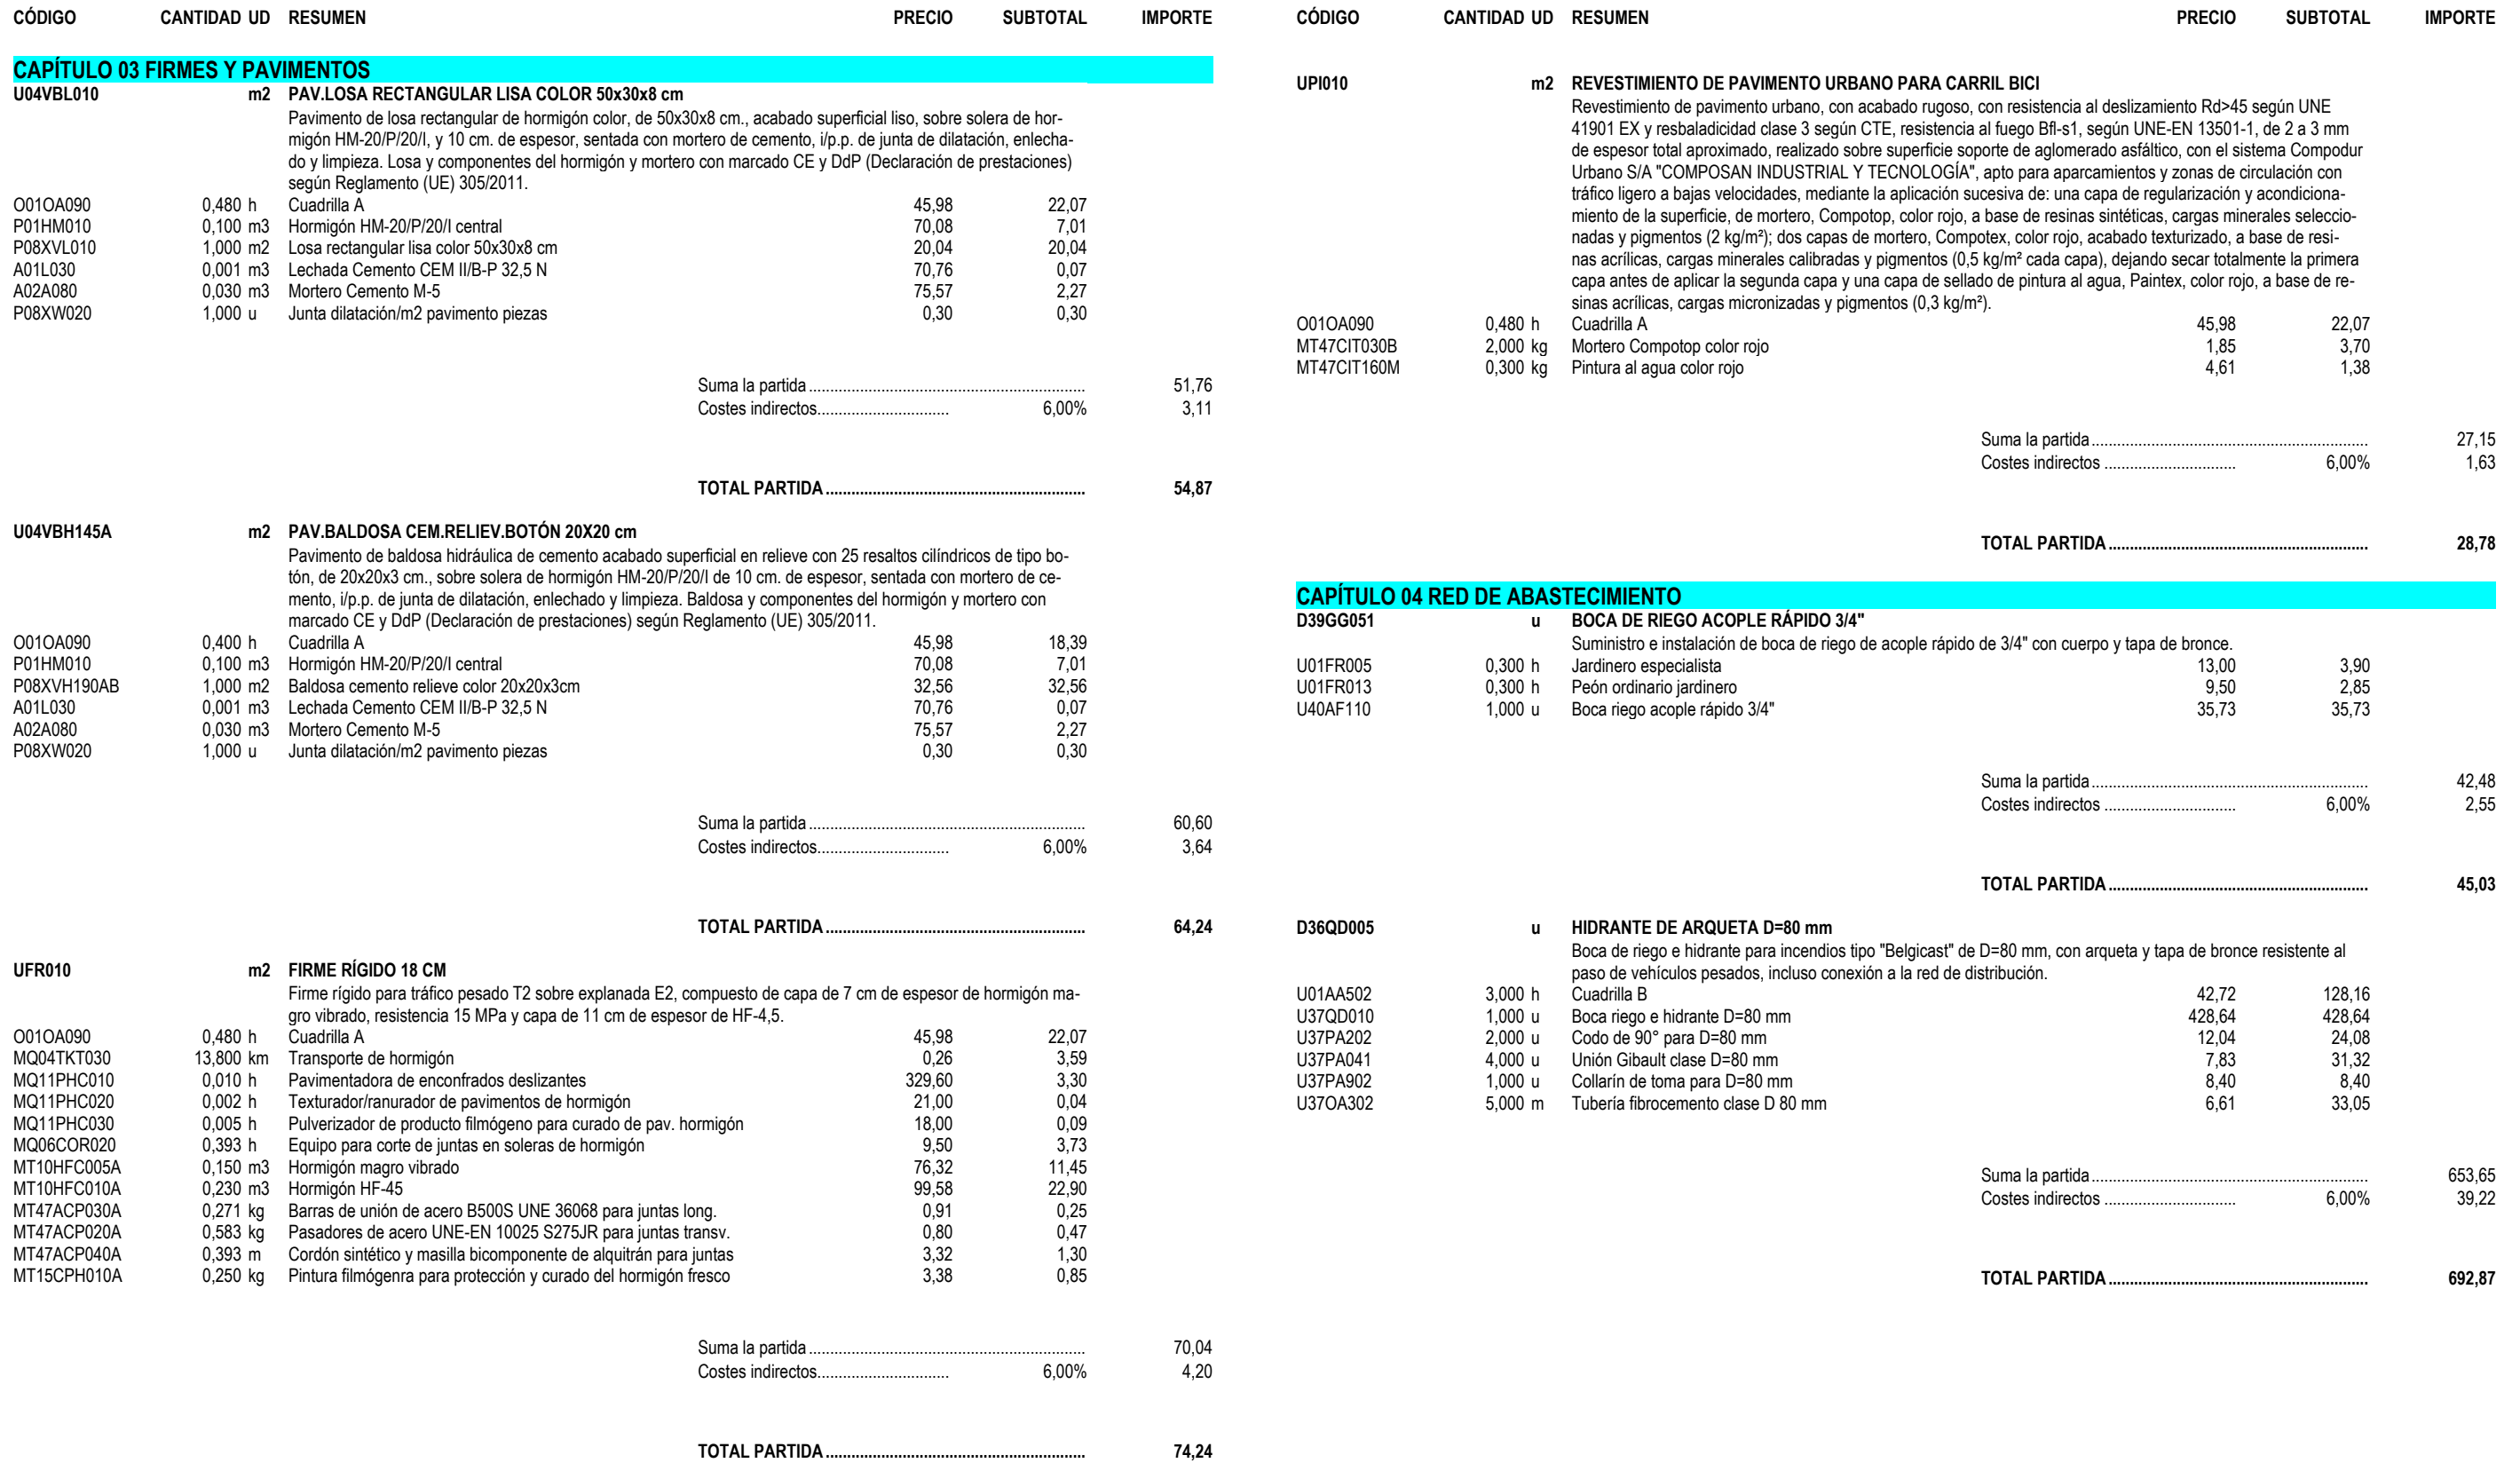 CÓDIGO CANTIDAD UD RESUMEN PRECIO SUBTOTAL IMPORTE
CAPÍTULO 03 FIRMES Y PAVIMENTOS
U04VBL010 m2 PAV.LOSA RECTANGULAR LISA COLOR 50x30x8 cm
Pavimento de losa rectangular de hormigón color, de 50x30x8 cm., acabado superficial liso, sobre solera de hor-
migón HM-20/P/20/I, y 10 cm. de espesor, sentada con mortero de cemento, i/p.p. de junta de dilatación, enlecha-
do y limpieza. Losa y componentes del hormigón y mortero con marcado CE y DdP (Declaración de prestaciones)
según Reglamento (UE) 305/2011.
O01OA090 0,480 h Cuadrilla A 45,98 22,07
P01HM010 0,100 m3 Hormigón HM-20/P/20/I central 70,08 7,01
P08XVL010 1,000 m2 Losa rectangular lisa color 50x30x8 cm 20,04 20,04
A01L030 0,001 m3 Lechada Cemento CEM II/B-P 32,5 N 70,76 0,07
A02A080 0,030 m3 Mortero Cemento M-5 75,57 2,27
P08XW020 1,000 u Junta dilatación/m2 pavimento piezas 0,30 0,30
Suma la partida................................................................ 51,76
Costes indirectos............................... 6,00% 3,11
TOTAL PARTIDA............................................................. 54,87
U04VBH145A m2 PAV.BALDOSA CEM.RELIEV.BOTÓN 20X20 cm
Pavimento de baldosa hidráulica de cemento acabado superficial en relieve con 25 resaltos cilíndricos de tipo bo-
tón, de 20x20x3 cm., sobre solera de hormigón HM-20/P/20/I de 10 cm. de espesor, sentada con mortero de ce-
mento, i/p.p. de junta de dilatación, enlechado y limpieza. Baldosa y componentes del hormigón y mortero con
marcado CE y DdP (Declaración de prestaciones) según Reglamento (UE) 305/2011.
O01OA090 0,400 h Cuadrilla A 45,98 18,39
P01HM010 0,100 m3 Hormigón HM-20/P/20/I central 70,08 7,01
P08XVH190AB 1,000 m2 Baldosa cemento relieve color 20x20x3cm 32,56 32,56
A01L030 0,001 m3 Lechada Cemento CEM II/B-P 32,5 N 70,76 0,07
A02A080 0,030 m3 Mortero Cemento M-5 75,57 2,27
P08XW020 1,000 u Junta dilatación/m2 pavimento piezas 0,30 0,30
Suma la partida................................................................ 60,60
Costes indirectos............................... 6,00% 3,64
TOTAL PARTIDA............................................................. 64,24
UFR010 m2 FIRME RÍGIDO 18 CM
Firme rígido para tráfico pesado T2 sobre explanada E2, compuesto de capa de 7 cm de espesor de hormigón ma-
gro vibrado, resistencia 15 MPa y capa de 11 cm de espesor de HF-4,5.
O01OA090 0,480 h Cuadrilla A 45,98 22,07
MQ04TKT030 13,800 km Transporte de hormigón 0,26 3,59
MQ11PHC010 0,010 h Pavimentadora de enconfrados deslizantes 329,60 3,30
MQ11PHC020 0,002 h Texturador/ranurador de pavimentos de hormigón 21,00 0,04
MQ11PHC030 0,005 h Pulverizador de producto filmógeno para curado de pav. hormigón 18,00 0,09
MQ06COR020 0,393 h Equipo para corte de juntas en soleras de hormigón 9,50 3,73
MT10HFC005A 0,150 m3 Hormigón magro vibrado 76,32 11,45
MT10HFC010A 0,230 m3 Hormigón HF-45 99,58 22,90
MT47ACP030A 0,271 kg Barras de unión de acero B500S UNE 36068 para juntas long. 0,91 0,25
MT47ACP020A 0,583 kg Pasadores de acero UNE-EN 10025 S275JR para juntas transv. 0,80 0,47
MT47ACP040A 0,393 m Cordón sintético y masilla bicomponente de alquitrán para juntas 3,32 1,30
MT15CPH010A 0,250 kg Pintura filmógenra para protección y curado del hormigón fresco 3,38 0,85
Suma la partida................................................................ 70,04
Costes indirectos............................... 6,00% 4,20
TOTAL PARTIDA............................................................. 74,24
CÓDIGO CANTIDAD UD RESUMEN PRECIO SUBTOTAL IMPORTE
UPI010 m2 REVESTIMIENTO DE PAVIMENTO URBANO PARA CARRIL BICI
Revestimiento de pavimento urbano, con acabado rugoso, con resistencia al deslizamiento Rd>45 según UNE
41901 EX y resbaladicidad clase 3 según CTE, resistencia al fuego Bfl-s1, según UNE-EN 13501-1, de 2 a 3 mm
de espesor total aproximado, realizado sobre superficie soporte de aglomerado asfáltico, con el sistema Compodur
Urbano S/A "COMPOSAN INDUSTRIAL Y TECNOLOGÍA", apto para aparcamientos y zonas de circulación con
tráfico ligero a bajas velocidades, mediante la aplicación sucesiva de: una capa de regularización y acondiciona-
miento de la superficie, de mortero, Compotop, color rojo, a base de resinas sintéticas, cargas minerales seleccio-
nadas y pigmentos (2 kg/m²); dos capas de mortero, Compotex, color rojo, acabado texturizado, a base de resi-
nas acrílicas, cargas minerales calibradas y pigmentos (0,5 kg/m² cada capa), dejando secar totalmente la primera
capa antes de aplicar la segunda capa y una capa de sellado de pintura al agua, Paintex, color rojo, a base de re-
sinas acrílicas, cargas micronizadas y pigmentos (0,3 kg/m²).
O01OA090 0,480 h Cuadrilla A 45,98 22,07
MT47CIT030B 2,000 kg Mortero Compotop color rojo 1,85 3,70
MT47CIT160M 0,300 kg Pintura al agua color rojo 4,61 1,38
Suma la partida................................................................ 27,15
Costes indirectos ............................... 6,00% 1,63
TOTAL PARTIDA............................................................. 28,78
CAPÍTULO 04 RED DE ABASTECIMIENTO
D39GG051 u BOCA DE RIEGO ACOPLE RÁPIDO 3/4"
Suministro e instalación de boca de riego de acople rápido de 3/4" con cuerpo y tapa de bronce.
U01FR005 0,300 h Jardinero especialista 13,00 3,90
U01FR013 0,300 h Peón ordinario jardinero 9,50 2,85
U40AF110 1,000 u Boca riego acople rápido 3/4" 35,73 35,73
Suma la partida................................................................ 42,48
Costes indirectos ............................... 6,00% 2,55
TOTAL PARTIDA............................................................. 45,03
D36QD005 u HIDRANTE DE ARQUETA D=80 mm
Boca de riego e hidrante para incendios tipo "Belgicast" de D=80 mm, con arqueta y tapa de bronce resistente al
paso de vehículos pesados, incluso conexión a la red de distribución.
U01AA502 3,000 h Cuadrilla B 42,72 128,16
U37QD010 1,000 u Boca riego e hidrante D=80 mm 428,64 428,64
U37PA202 2,000 u Codo de 90° para D=80 mm 12,04 24,08
U37PA041 4,000 u Unión Gibault clase D=80 mm 7,83 31,32
U37PA902 1,000 u Collarín de toma para D=80 mm 8,40 8,40
U37OA302 5,000 m Tubería fibrocemento clase D 80 mm 6,61 33,05
Suma la partida................................................................ 653,65
Costes indirectos ............................... 6,00% 39,22
TOTAL PARTIDA............................................................. 692,87